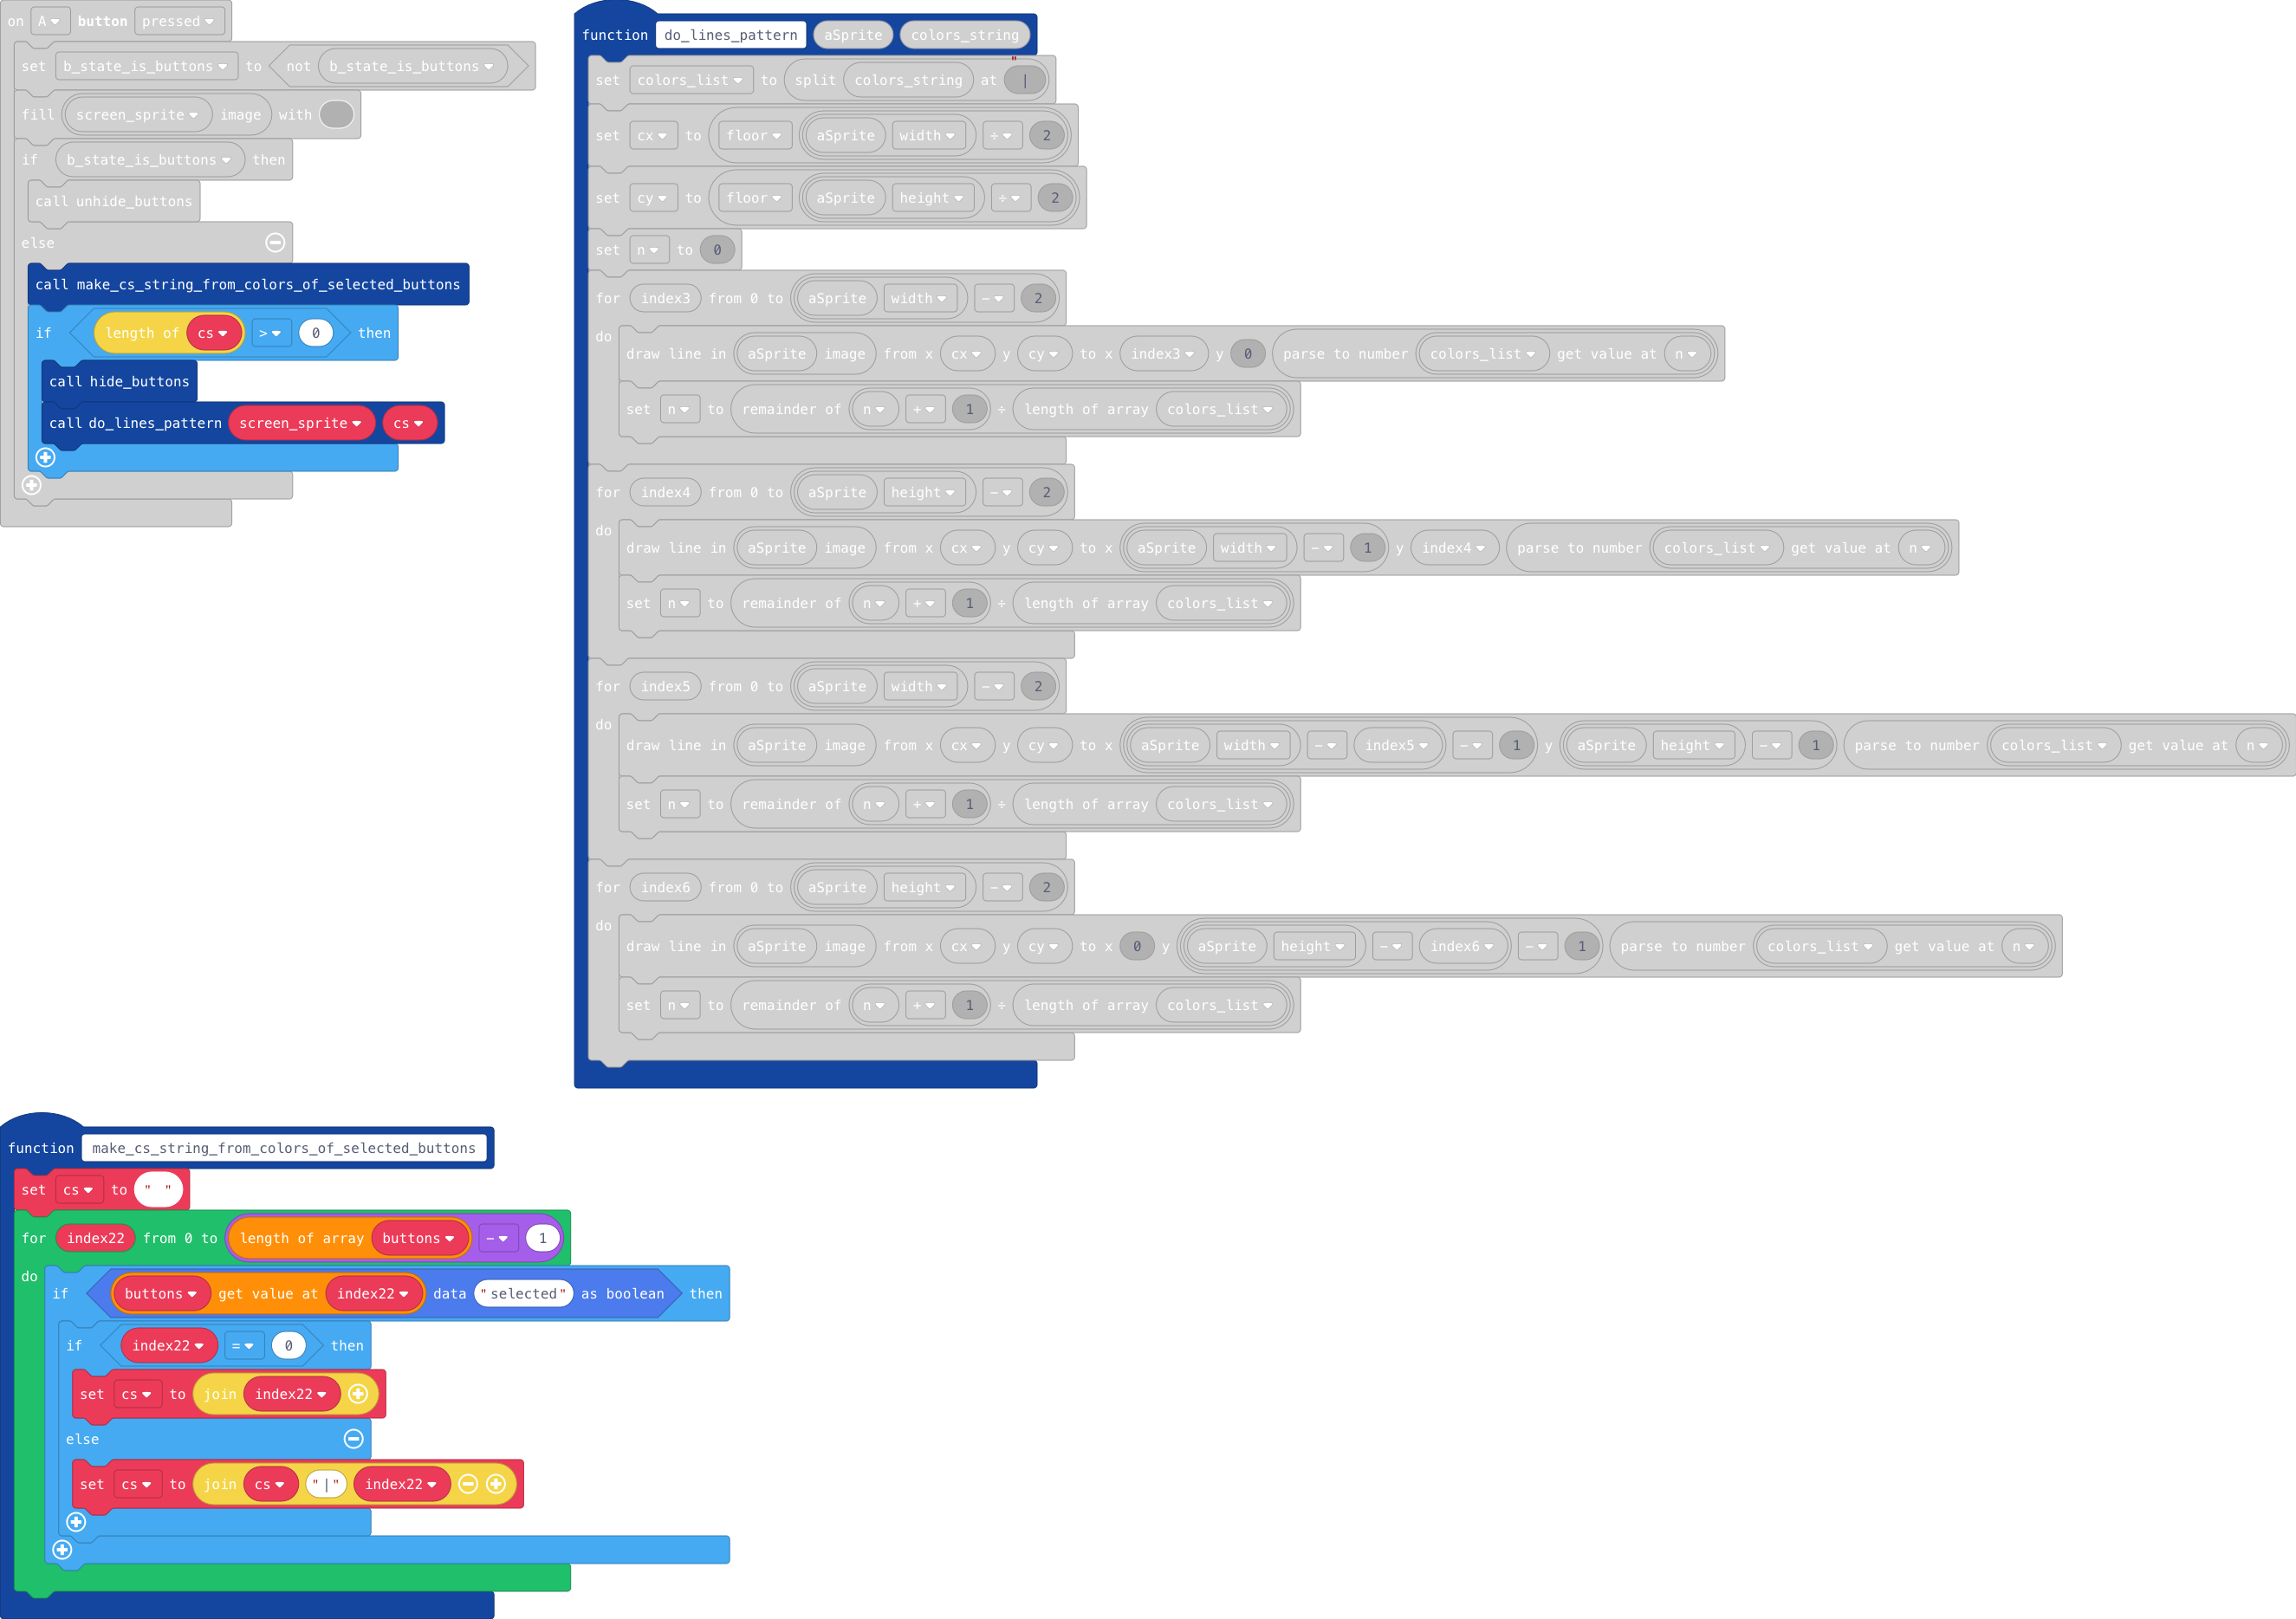 on A button pressed
set b_state_is_buttons to not b_state_is_buttons
fill screen_sprite image with
if b_state_is_buttons then
call unhide_buttons
else
call make_cs_string_from_colors_of_selected_buttons
if length of cs > 0 then
call hide_buttons
call do_lines_pattern screen_sprite cs
function do_lines_pattern aSprite colors_string
set colors_list to split colors_string at "|
set cx to floor aSprite width ÷ 2
set cy to floor aSprite height ÷ 2
set n to 0
for index3 from 0 to aSprite width - 2
do
draw line in aSprite image from x cx y cy to x index3 y 0 parse to number colors_list get value at n
set n to remainder of n + 1 ÷ length of array colors_list
for index4 from 0 to aSprite height - 2
do
draw line in aSprite image from x cx y cy to x aSprite width - 1 y index4 parse to number colors_list get value at n
set n to remainder of n + 1 ÷ length of array colors_list
for index5 from 0 to aSprite width - 2
do
draw line in aSprite image from x cx y cy to x aSprite width - index5 - 1 y aSprite height - 1 parse to number colors_list get value at n
set n to remainder of n + 1 ÷ length of array colors_list
for index6 from 0 to aSprite height - 2
do
draw line in aSprite image from x cx y cy to x 0 y aSprite height - index6 - 1 parse to number colors_list get value at n
set n to remainder of n + 1 ÷ length of array colors_list
function make_cs_string_from_colors_of_selected_buttons
set cs to " "
for index22 from 0 to length of array buttons - 1
do
if buttons get value at index22 data "selected" as boolean then
if index22 = 0 then
set cs to join index22
else
set cs to join cs "|" index22